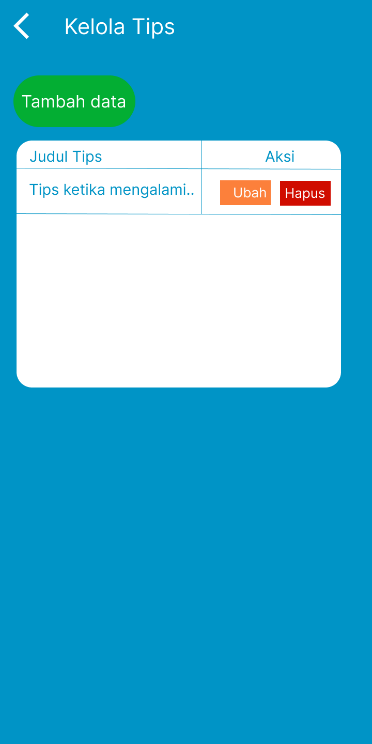 Kelola Tips
Tambah data
Judul Tips Aksi
Tips ketika mengalami.. Ubah Hapus